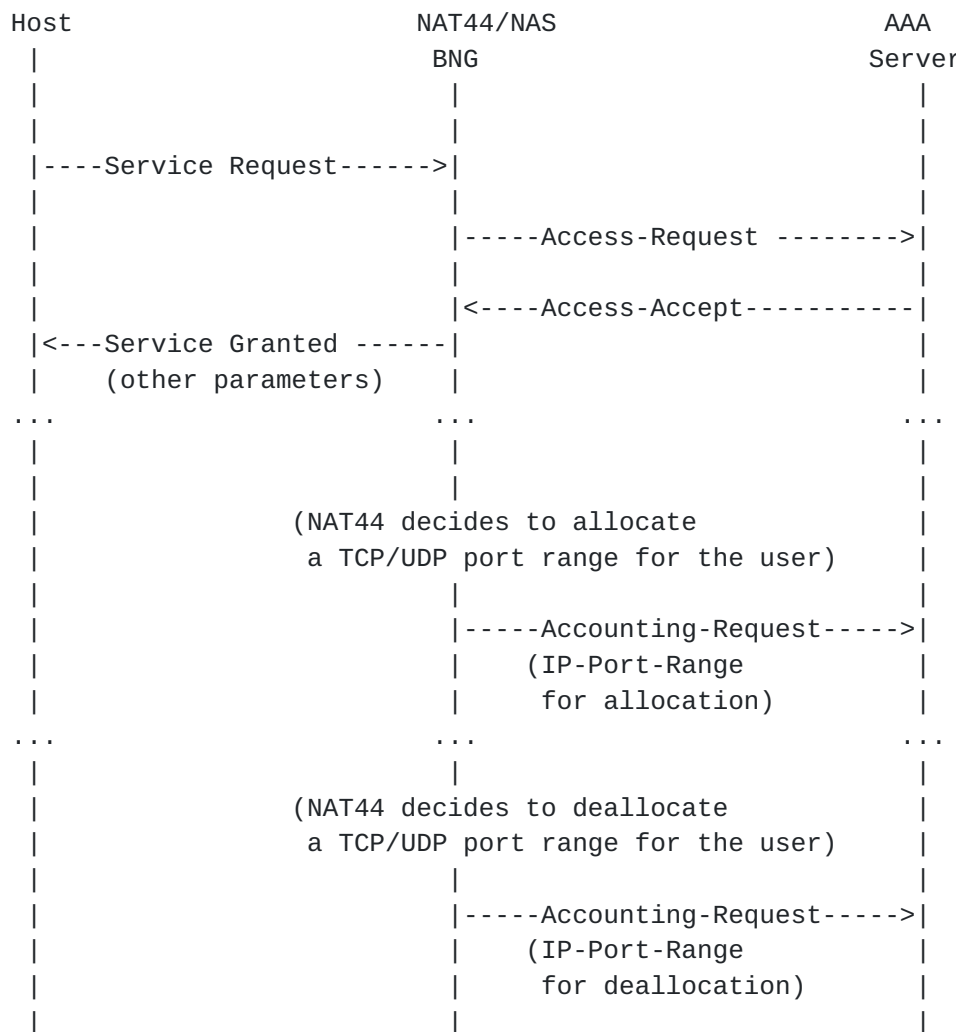 Host                      NAT44/NAS                         AAA
 |                         BNG                         Server
 |                          |                             |
 |                          |                             |
 |----Service Request------>|                             |
 |                          |                             |
 |                          |-----Access-Request -------->|
 |                          |                             |
 |                          |<----Access-Accept-----------|
 |<---Service Granted ------|                             |
 |    (other parameters)    |                             |
...                        ...                           ...
 |                          |                             |
 |                          |                             |
 |                (NAT44 decides to allocate              |
 |                 a TCP/UDP port range for the user)     |
 |                          |                             |
 |                          |-----Accounting-Request----->|
 |                          |    (IP-Port-Range           |
 |                          |     for allocation)         |
...                        ...                           ...
 |                          |                             |
 |                (NAT44 decides to deallocate            |
 |                 a TCP/UDP port range for the user)     |
 |                          |                             |
 |                          |-----Accounting-Request----->|
 |                          |    (IP-Port-Range           |
 |                          |     for deallocation)       |
 |                          |                             |